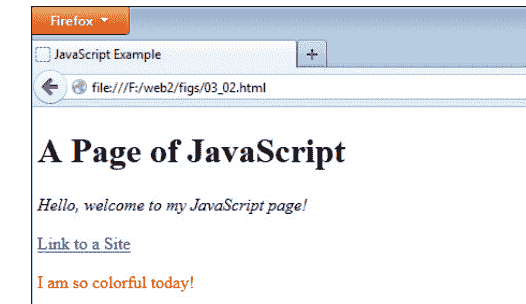 Firefox
JavaScript Example
file:///F:/web2/figs/03_02.html
A Page of JavaScript
Hello, welcome to my JavaScript page!
Link to a Site
I am so colorful today!